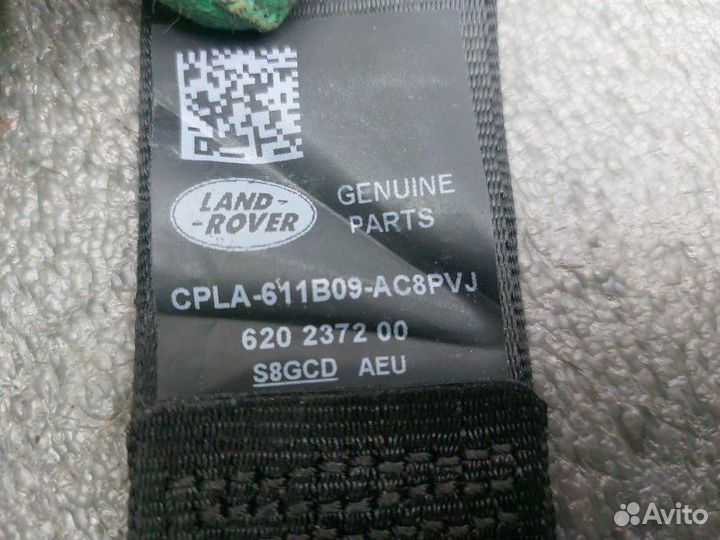 LAND-
-ROVER
GENUINE
PARTS
CPLA-611B09-AC8PVJ
620 2372 00
S8GCD AEU
Avito